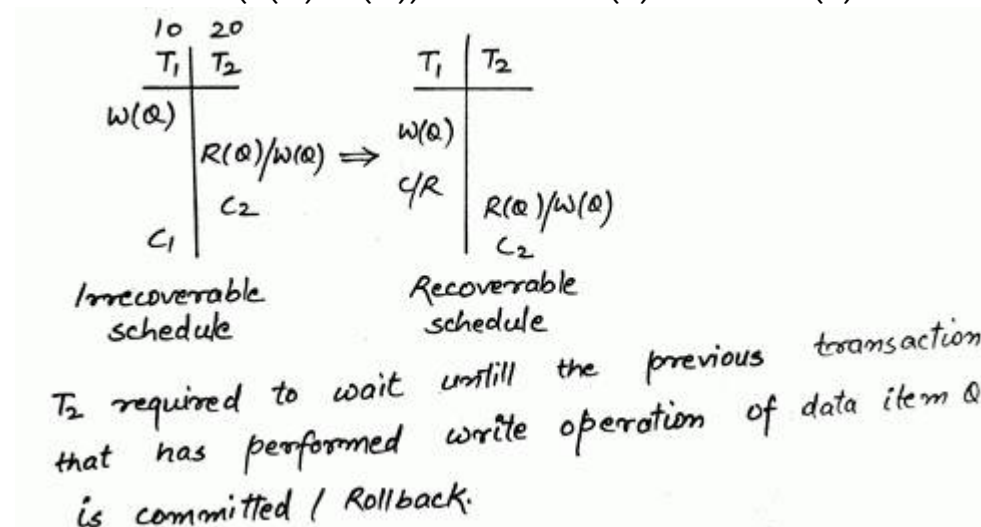 10 20
T1 T2 T1 T2
W(Q) W(Q)
R(Q)/W(Q) ⇒ C/R
C2 R(Q)/W(Q)
C1 C2
Irrecoverable Recoverable
schedule schedule
T2 required to wait untill the previous transaction
that has performed write operation of data item Q
is committed / Rollback.